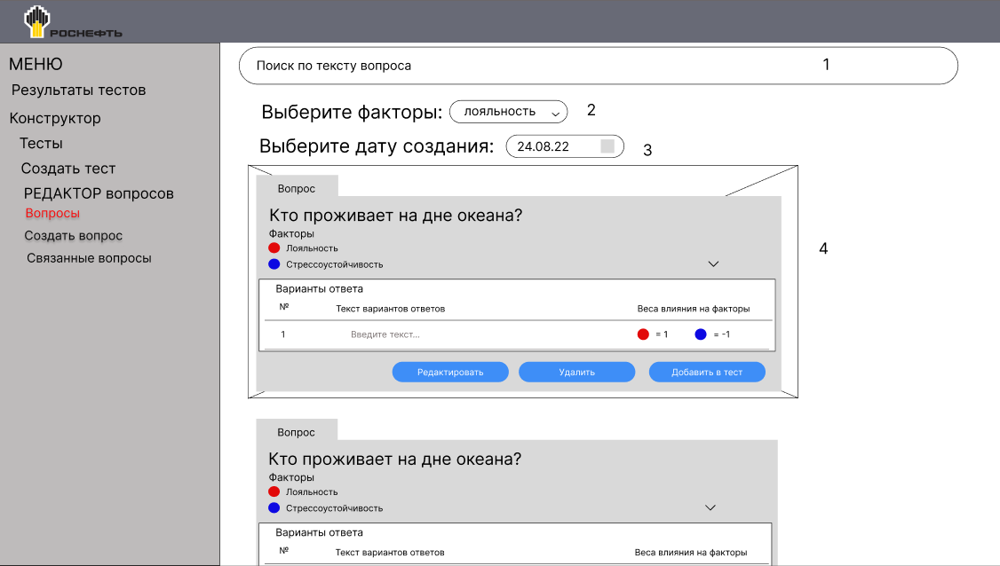 РОСНЕФТЬ
МЕНЮ
Результаты тестов
Конструктор
Тесты
Создать тест
РЕДАКТОР вопросов
Вопросы
Создать вопрос
Связанные вопросы
Поиск по тексту вопроса 1
Выберите факторы: лояльность 2
Выберите дату создания: 24.08.22 3
Вопрос
Кто проживает на дне океана?
Факторы
Лояльность
Стрессоустойчивость
4
Варианты ответа
№ Текст вариантов ответов Веса влияния на факторы
1 Введите текст... = 1 = -1
Редактировать Удалить Добавить в тест
Вопрос
Кто проживает на дне океана?
Факторы
Лояльность
Стрессоустойчивость
Варианты ответа
№ Текст вариантов ответов Веса влияния на факторы